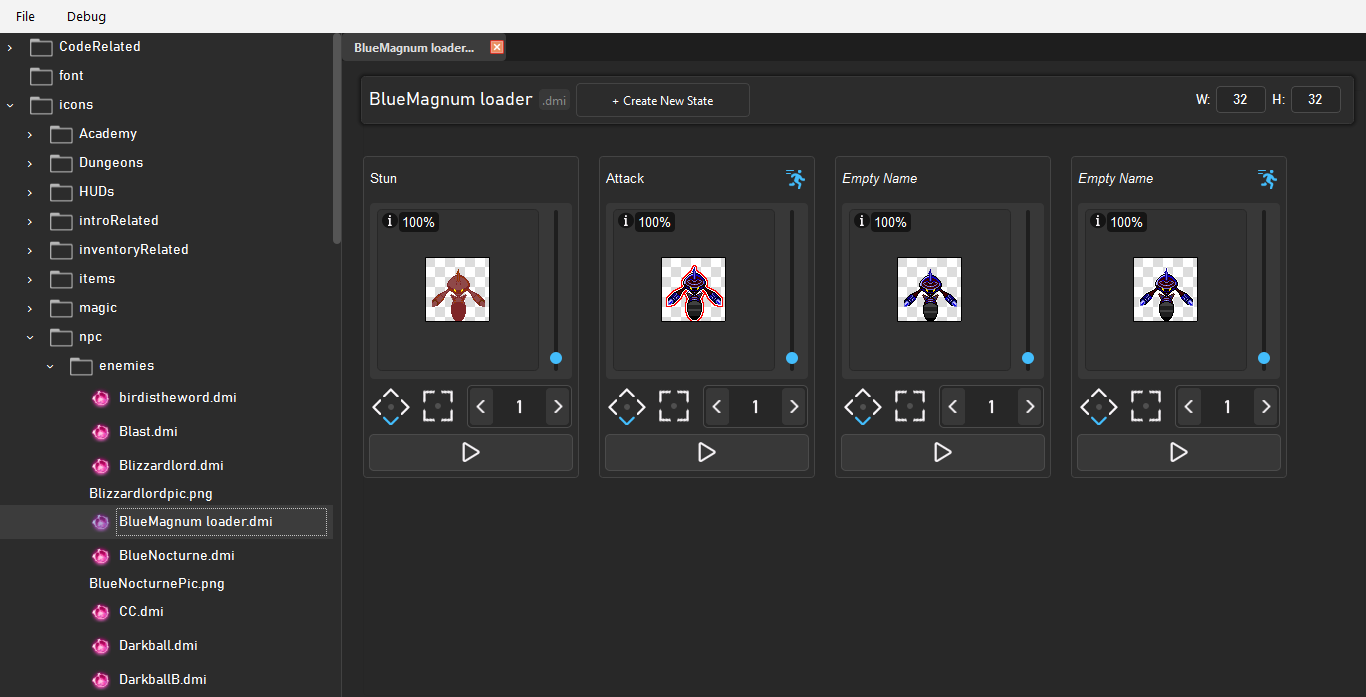 File Debug
CodeRelated
font
icons
Academy
Dungeons
HUDs
introRelated
inventoryRelated
items
magic
npc
enemies
birdistheword.dmi
Blast.dmi
Blizzardlord.dmi
Blizzardlordpic.png
BlueMagnum loader.dmi
BlueNocturne.dmi
BlueNocturnePic.png
CC.dmi
Darkball.dmi
DarkballB.dmi
BlueMagnum loader...
BlueMagnum loader .dmi + Create New State W: 32 H: 32
Stun
100%
1
Attack
100%
1
Empty Name
100%
1
Empty Name
100%
1